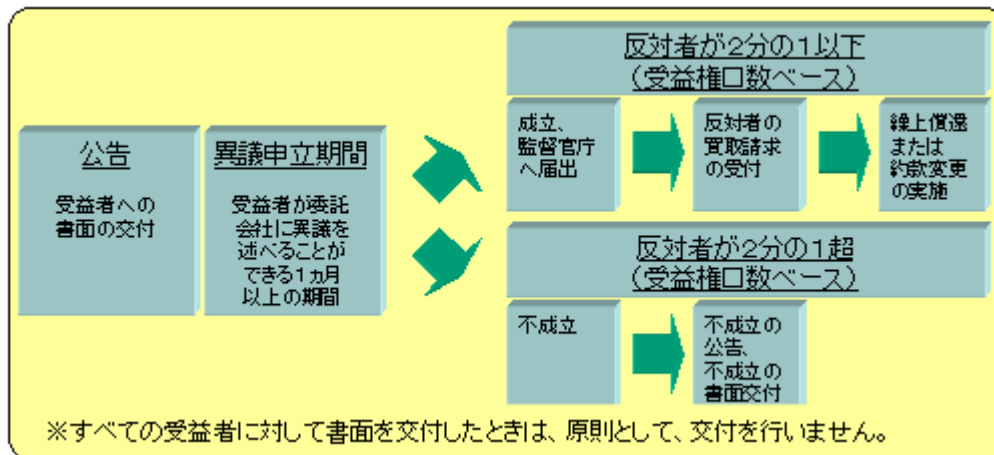 公告
受益者への
書面の交付
異議申立期間
受益者が委託
会社に異議を
述べることが
できる1ヵ月
以上の期間
反対者が2分の1以下
(受益権口数ベース)
成立、
監督官庁
へ届出
反対者の
買取請求
の受付
繰上償還
または
約款変更
の実施
反対者が2分の1超
(受益権口数ベース)
不成立
不成立の
公告、
不成立の
書面交付
※すべての受益者に対して書面を交付したときは、原則として、交付を行いません。